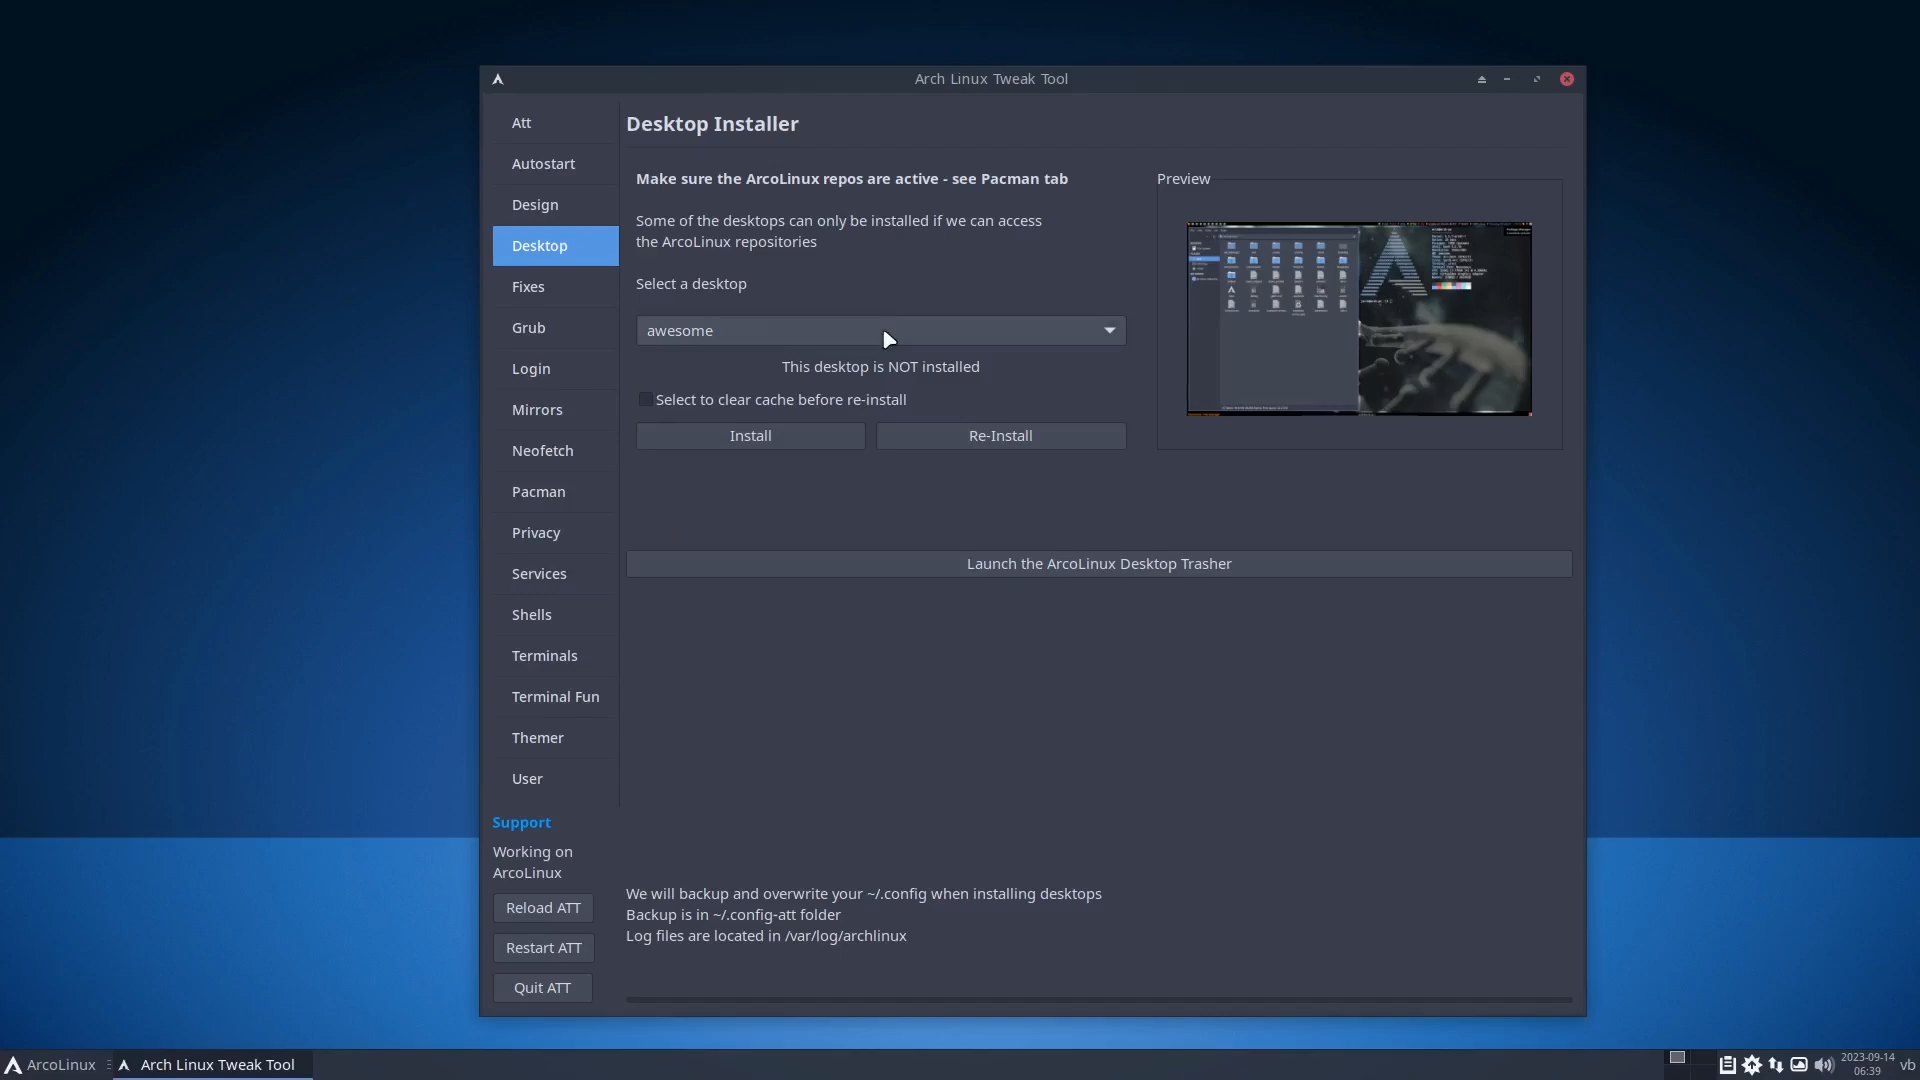 Arch Linux Tweak Tool
Att
Autostart
Design
Desktop
Fixes
Grub
Login
Mirrors
Neofetch
Pacman
Privacy
Services
Shells
Terminals
Terminal Fun
Themer
User
Support
Working on
ArcoLinux
Reload ATT
Restart ATT
Quit ATT
Desktop Installer
Make sure the ArcoLinux repos are active - see Pacman tab
Some of the desktops can only be installed if we can access
the ArcoLinux repositories
Select a desktop
awesome
This desktop is NOT installed
Select to clear cache before re-install
Install
Re-Install
Preview
Launch the ArcoLinux Desktop Trasher
We will backup and overwrite your ~/.config when installing desktops
Backup is in ~/.config-att folder
Log files are located in /var/log/archlinux
ArcoLinux
Arch Linux Tweak Tool
2023-09-14
06:39
vb